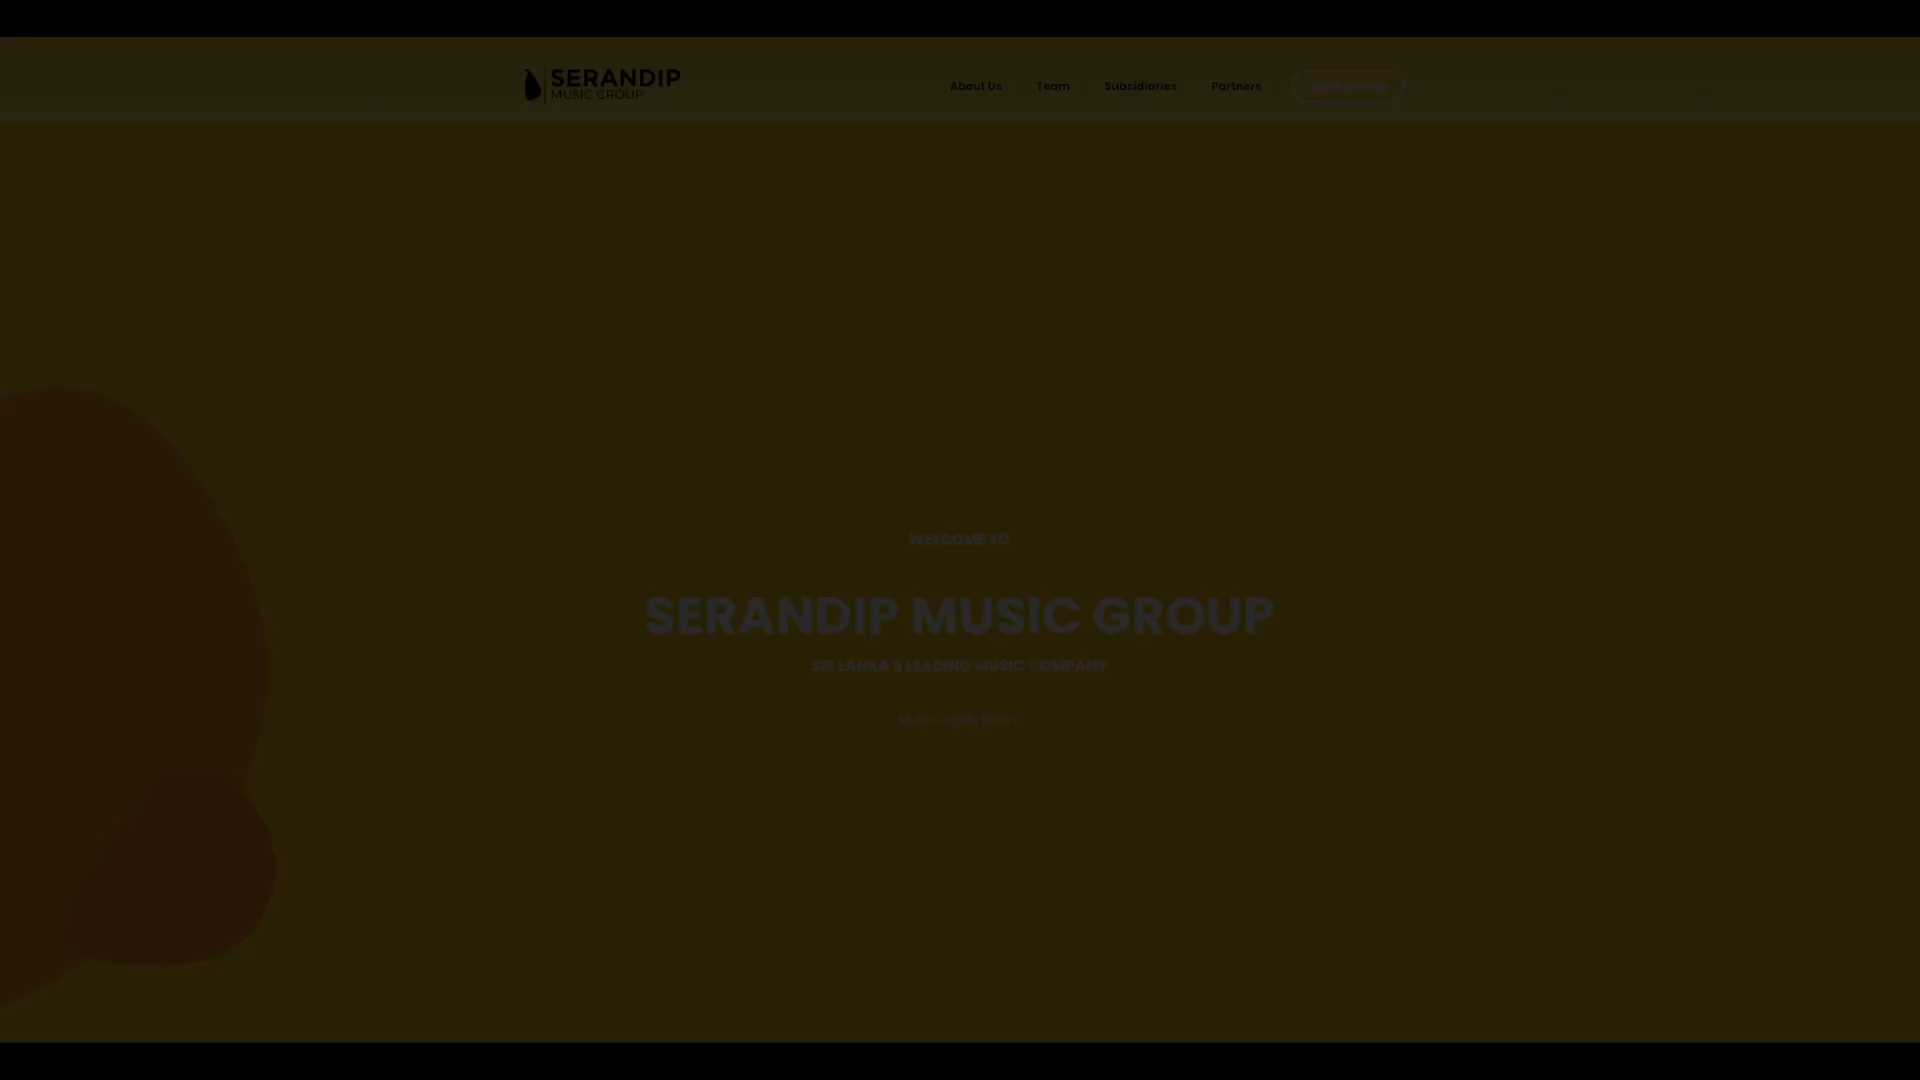 SERANDIP
MUSIC GROUP
About Us
Team
Subsidiaries
Partners
WELCOME TO
SERANDIP MUSIC GROUP
SRI LANKA'S LEADING MUSIC COMPANY